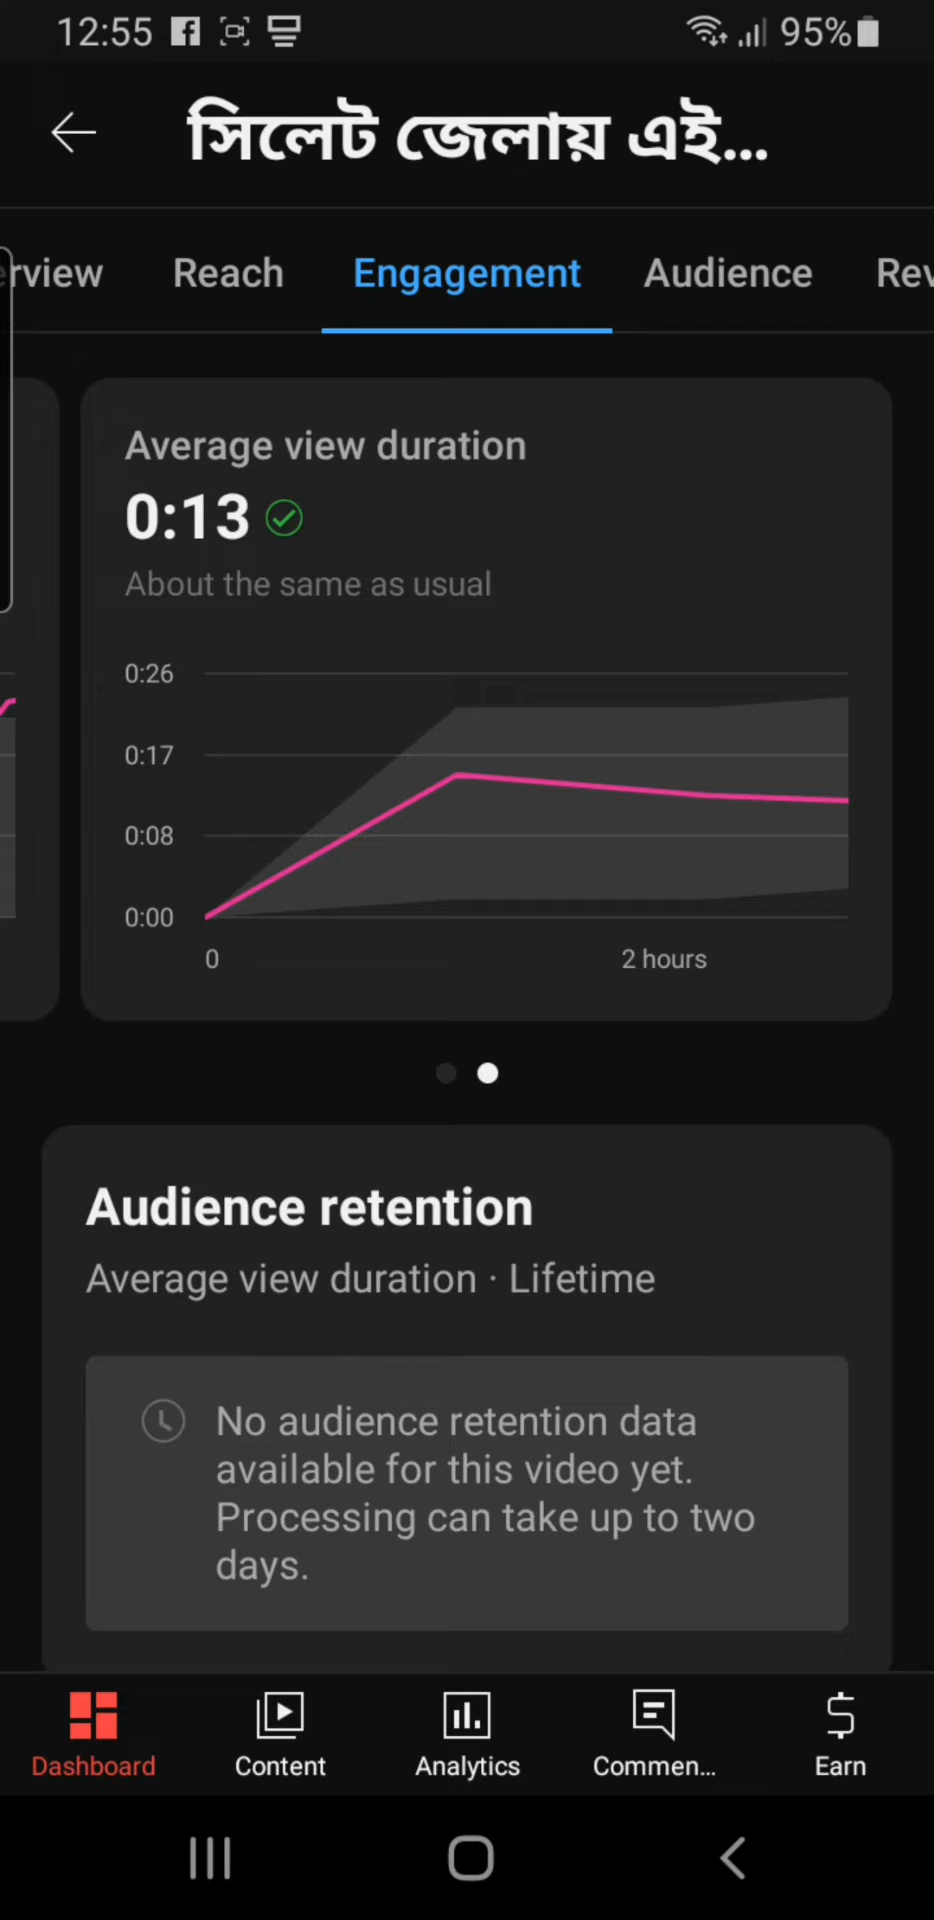 12:55 95%
সিলেট জেলায় এই...
rview Reach Engagement Audience Rev
Average view duration
0:13
About the same as usual
0:26
0:17
0:08
0:00
0 2 hours
Audience retention
Average view duration · Lifetime
No audience retention data
available for this video yet.
Processing can take up to two
days.
Dashboard Content Analytics Commen... Earn